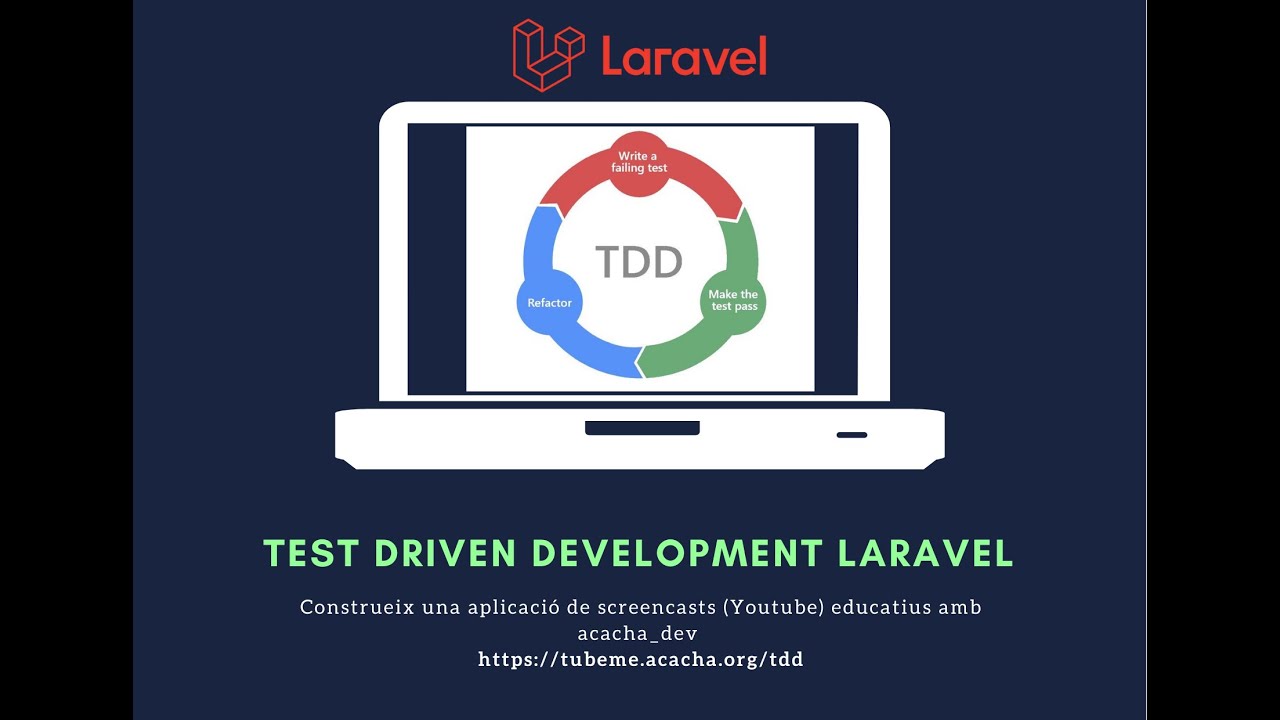 Laravel
Write a
failing test
TDD
Make the
test pass
Refactor
TEST DRIVEN DEVELOPMENT LARAVEL
Construeix una aplicació de screencasts (Youtube) educatius amb
acacha_dev
https://tubeme.acacha.org/tdd